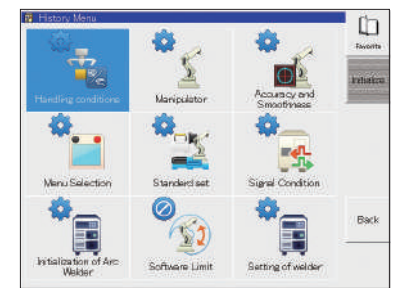 History Menu
Favorite
Initialize
Handling conditions
Manipulator
Accuracy and
Smoothness
Menu Selection
Standard set
Signal Condition
Back
Initialization of Arc
Welder
Software Limit
Setting of welder